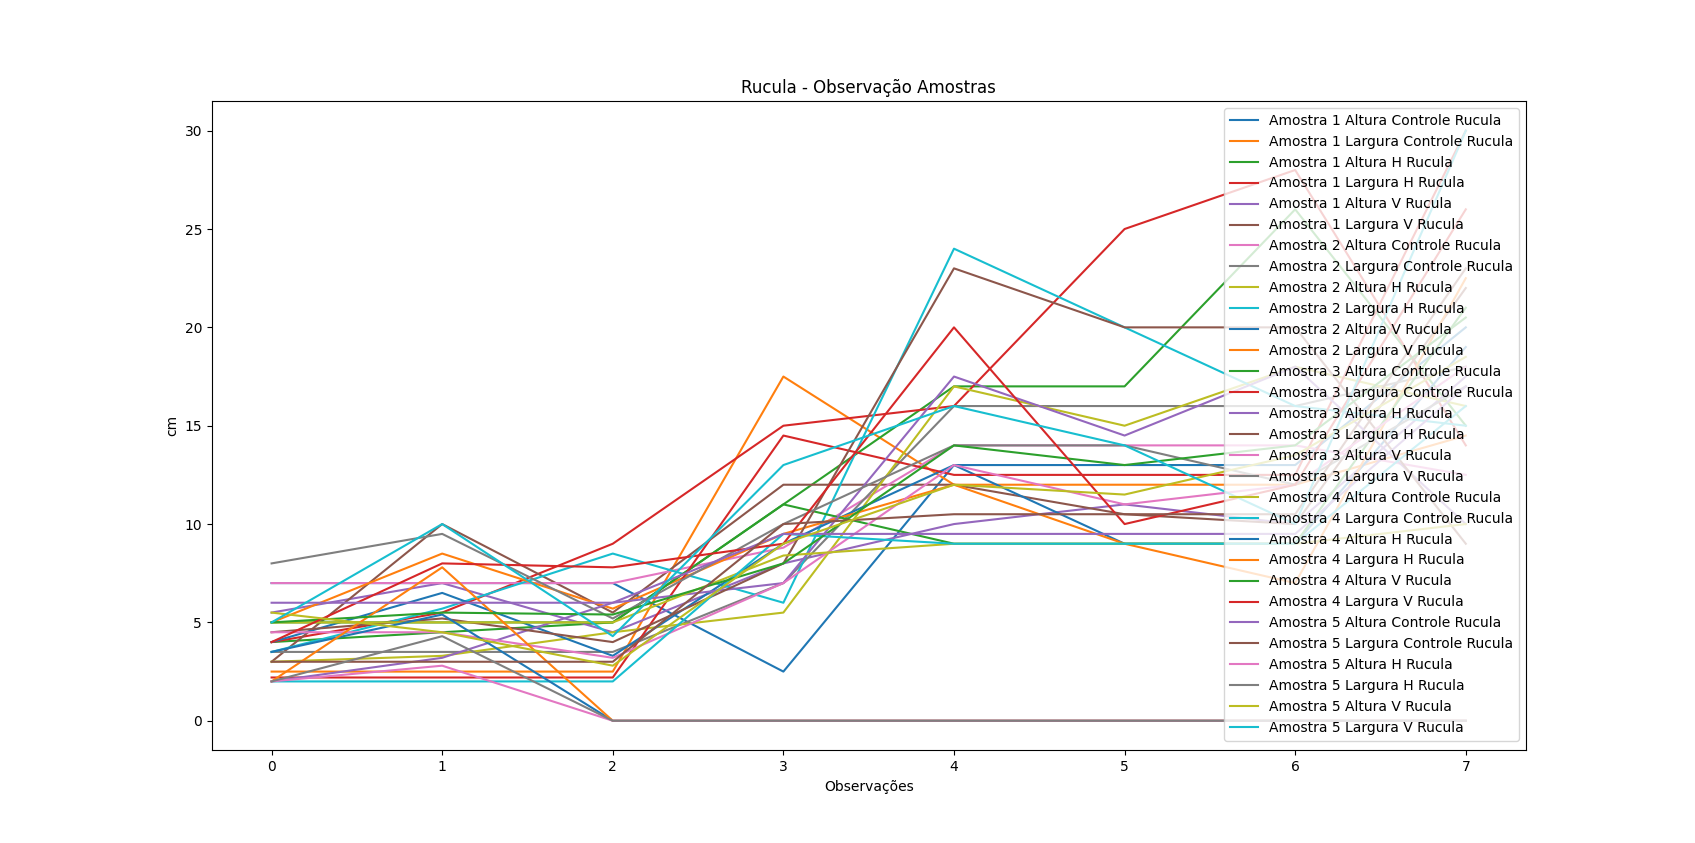 Rucula - Observação Amostras
30
25
20
15
10
5
0
cm
0 1 2 3 4 5 6 7
Observações
Amostra 1 Altura Controle Rucula
Amostra 1 Largura Controle Rucula
Amostra 1 Altura H Rucula
Amostra 1 Largura H Rucula
Amostra 1 Altura V Rucula
Amostra 1 Largura V Rucula
Amostra 2 Altura Controle Rucula
Amostra 2 Largura Controle Rucula
Amostra 2 Altura H Rucula
Amostra 2 Largura H Rucula
Amostra 2 Altura V Rucula
Amostra 2 Largura V Rucula
Amostra 3 Altura Controle Rucula
Amostra 3 Largura Controle Rucula
Amostra 3 Altura H Rucula
Amostra 3 Largura H Rucula
Amostra 3 Altura V Rucula
Amostra 3 Largura V Rucula
Amostra 4 Altura Controle Rucula
Amostra 4 Largura Controle Rucula
Amostra 4 Altura H Rucula
Amostra 4 Largura H Rucula
Amostra 4 Altura V Rucula
Amostra 4 Largura V Rucula
Amostra 5 Altura Controle Rucula
Amostra 5 Largura Controle Rucula
Amostra 5 Altura H Rucula
Amostra 5 Largura H Rucula
Amostra 5 Altura V Rucula
Amostra 5 Largura V Rucula